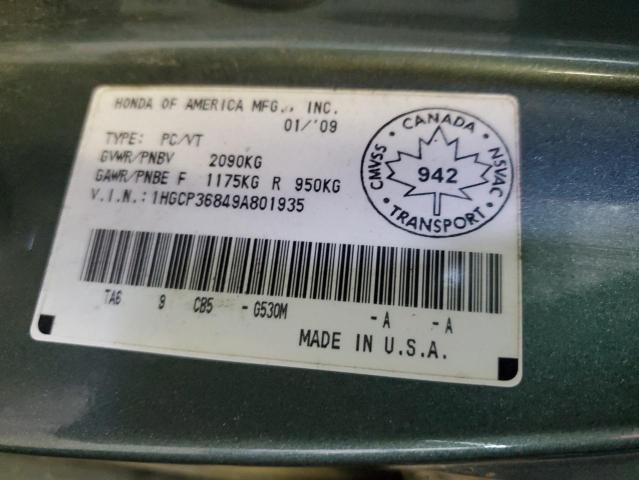 HONDA OF AMERICA MFG., INC.
01/'09
TYPE: PC/VT
GVWR/PNBV 2090KG
GAWR/PNBE F 1175KG R 950KG
V.I.N.: 1HGCP36849A801935
CANADA
CMVSS NSVAC
942
TRANSPORT
TA6 9 CB5 - G530M -A -A
MADE IN U.S.A.